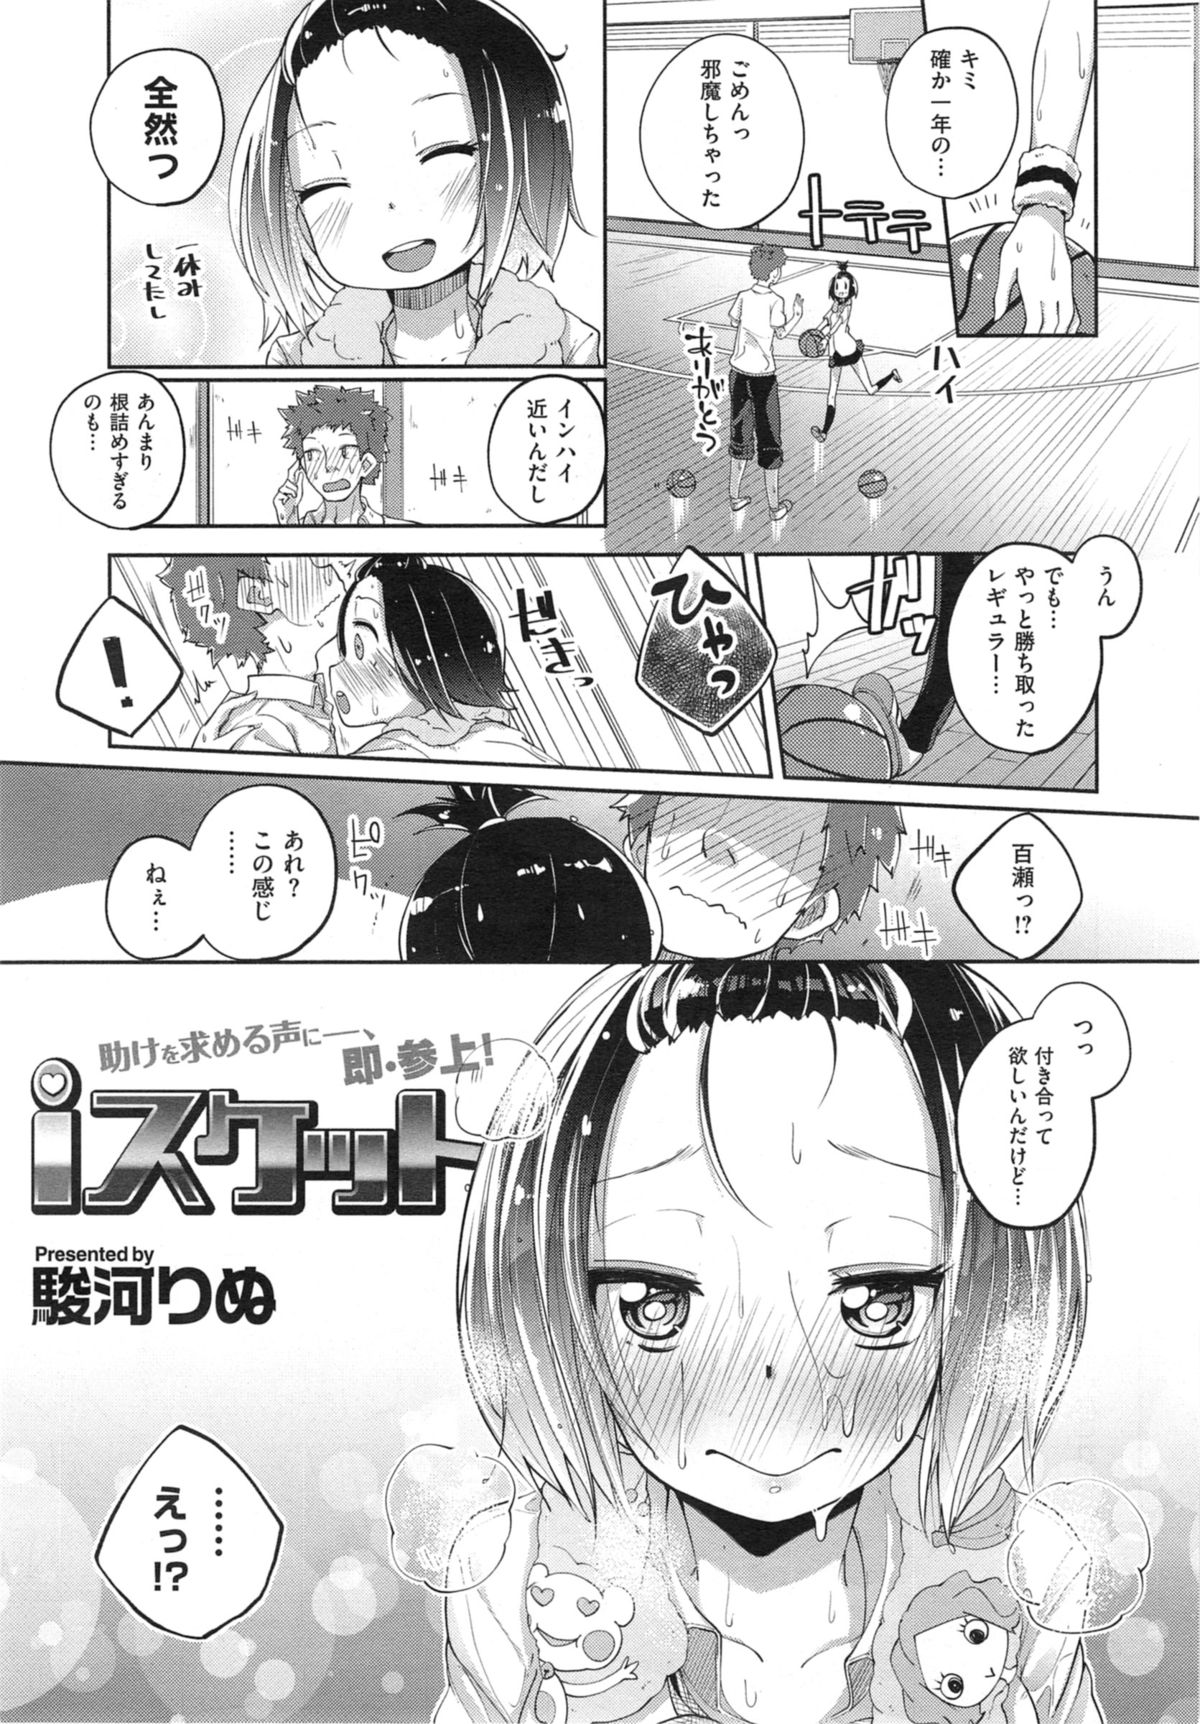 キミ
確か一年の…
ごめんっ
邪魔しちゃった
トテテテ
ハイ
ありがとう
全然っ
一休み
してたし
インハイ
近いんだし
あんまり
根詰めすぎる
のも…
ドキ
ドキ
うん
でも…
やっと勝ち取った
レギュラー…
ガッ
ひゃっ
どきっ
！
百瀬っ!?
ドキ
ドキ
ピク
あれ？
この感じ
……
ねぇ…
っっ
付き合って
欲しいんだけど…
助けを求める声に―、
即・参上！
iスケット
Presented by
駿河りぬ
……
えっ!?